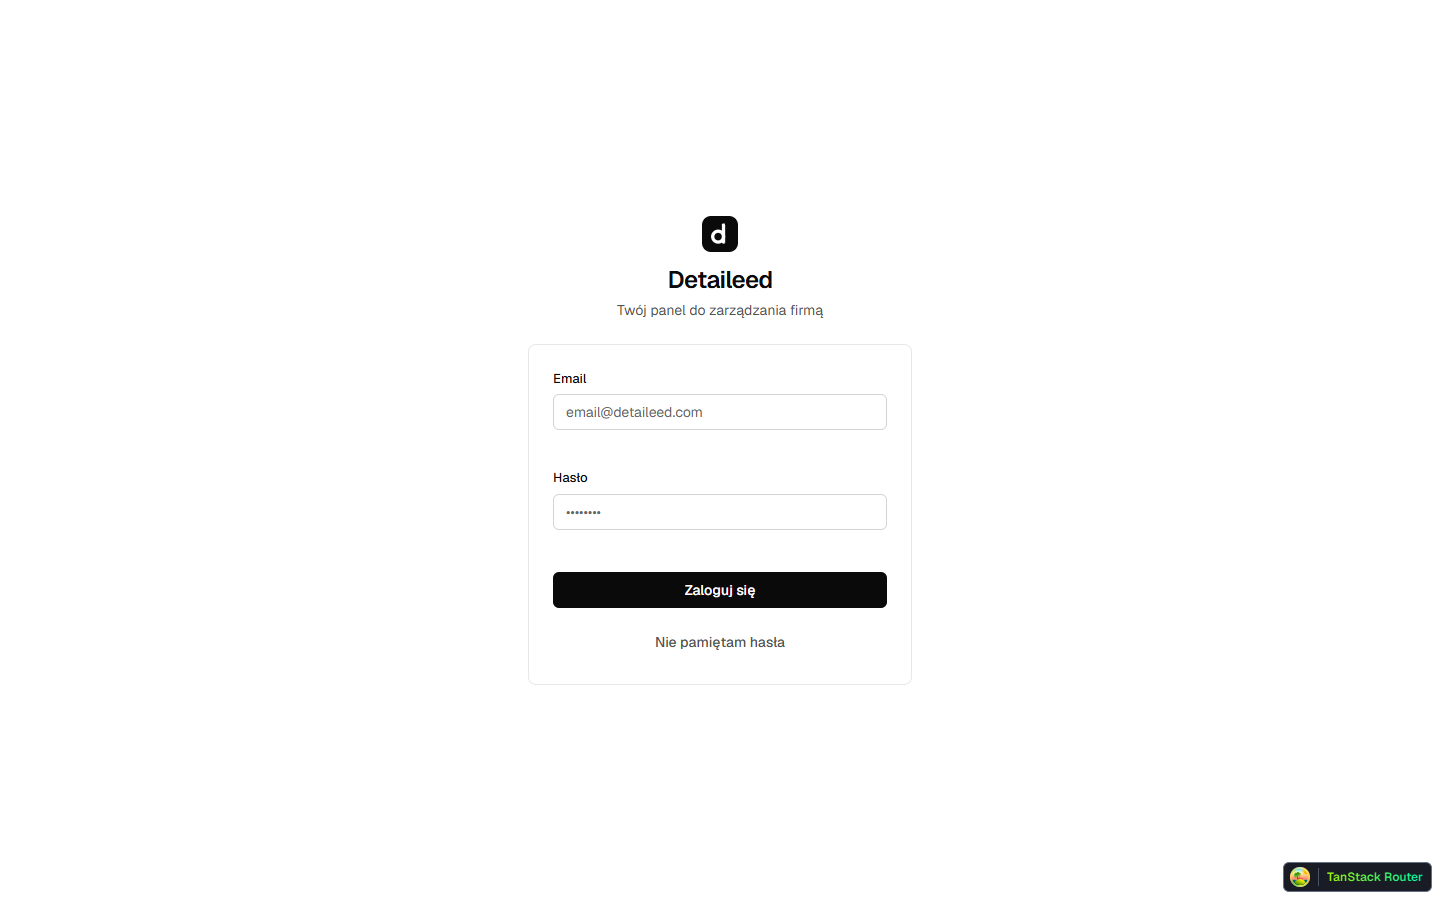 d
Detaileed
Twój panel do zarządzania firmą
Email
email@detaileed.com
Hasło
••••••••
Zaloguj się
Nie pamiętam hasła
TanStack Router